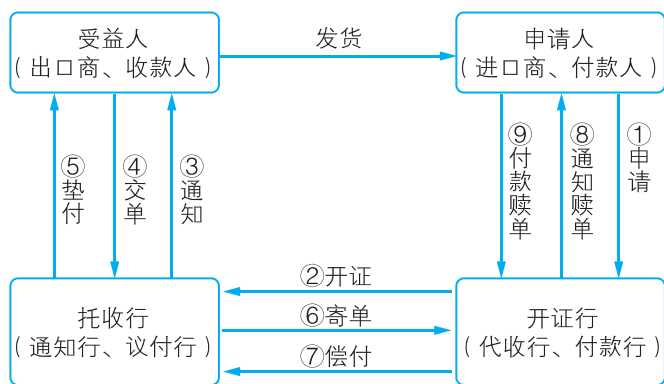 受益人
（出口商、收款人）
发货
申请人
（进口商、付款人）
⑤垫付
④交单
③通知
⑨付款赎单
⑧通知赎单
①申请
②开证
⑥寄单
⑦偿付
托收行
（通知行、议付行）
开证行
（代收行、付款行）